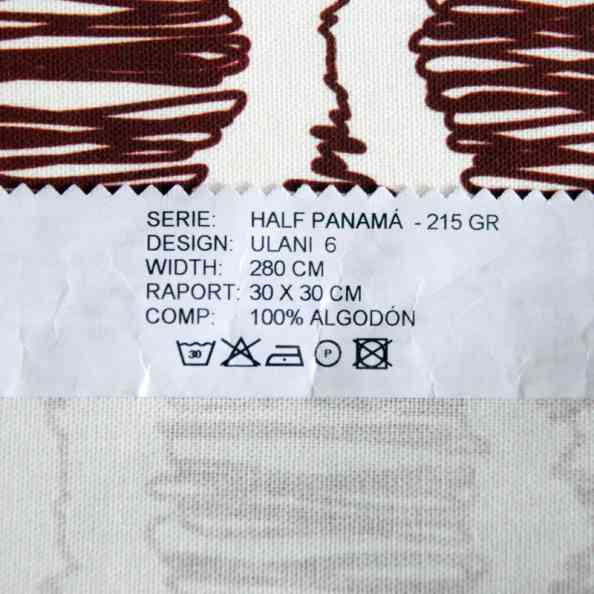 SERIE: HALF PANAMÁ - 215 GR
DESIGN: ULANI 6
WIDTH: 280 CM
RAPORT: 30 X 30 CM
COMP: 100% ALGODÓN
30 P